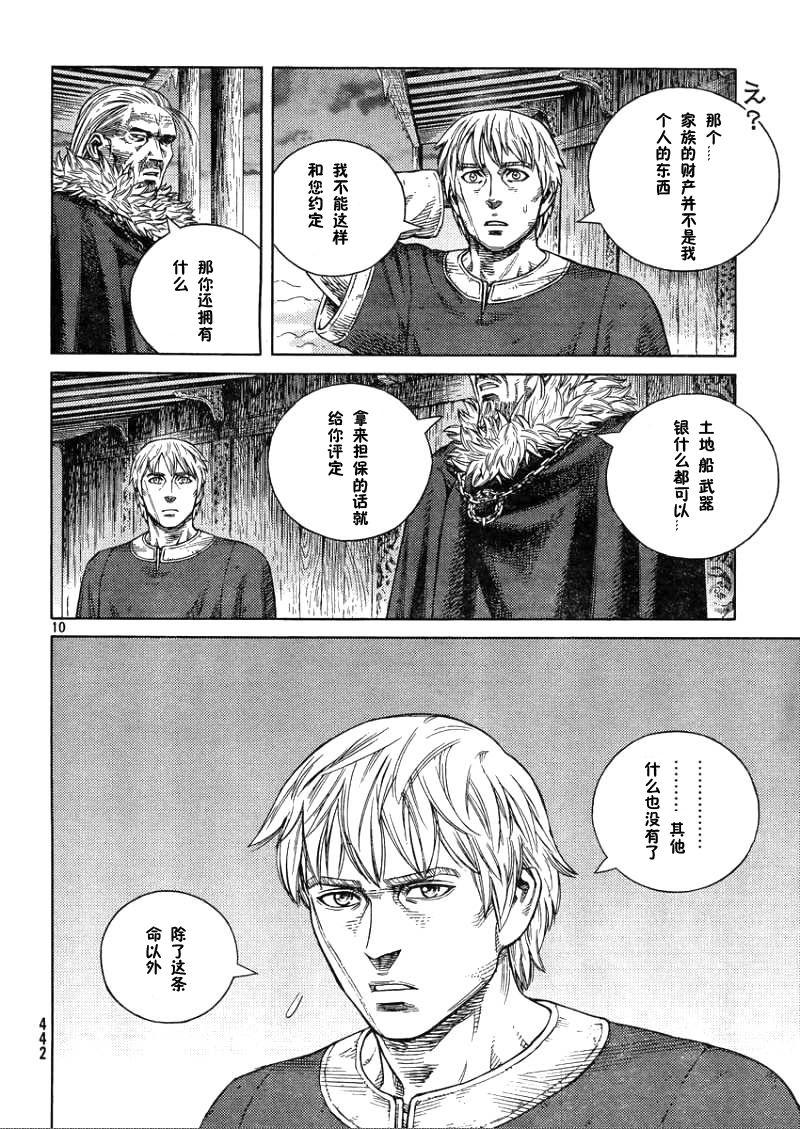 え?
那个……
家族的财产并不是我
个人的东西
我不能这样
和您约定
那你还拥有
什么
土地 船 武器
银什么都可以…
拿来担保的话就
给你评定
10
…………………
……… 其他
什么也没有了
除了这条
命以外
442